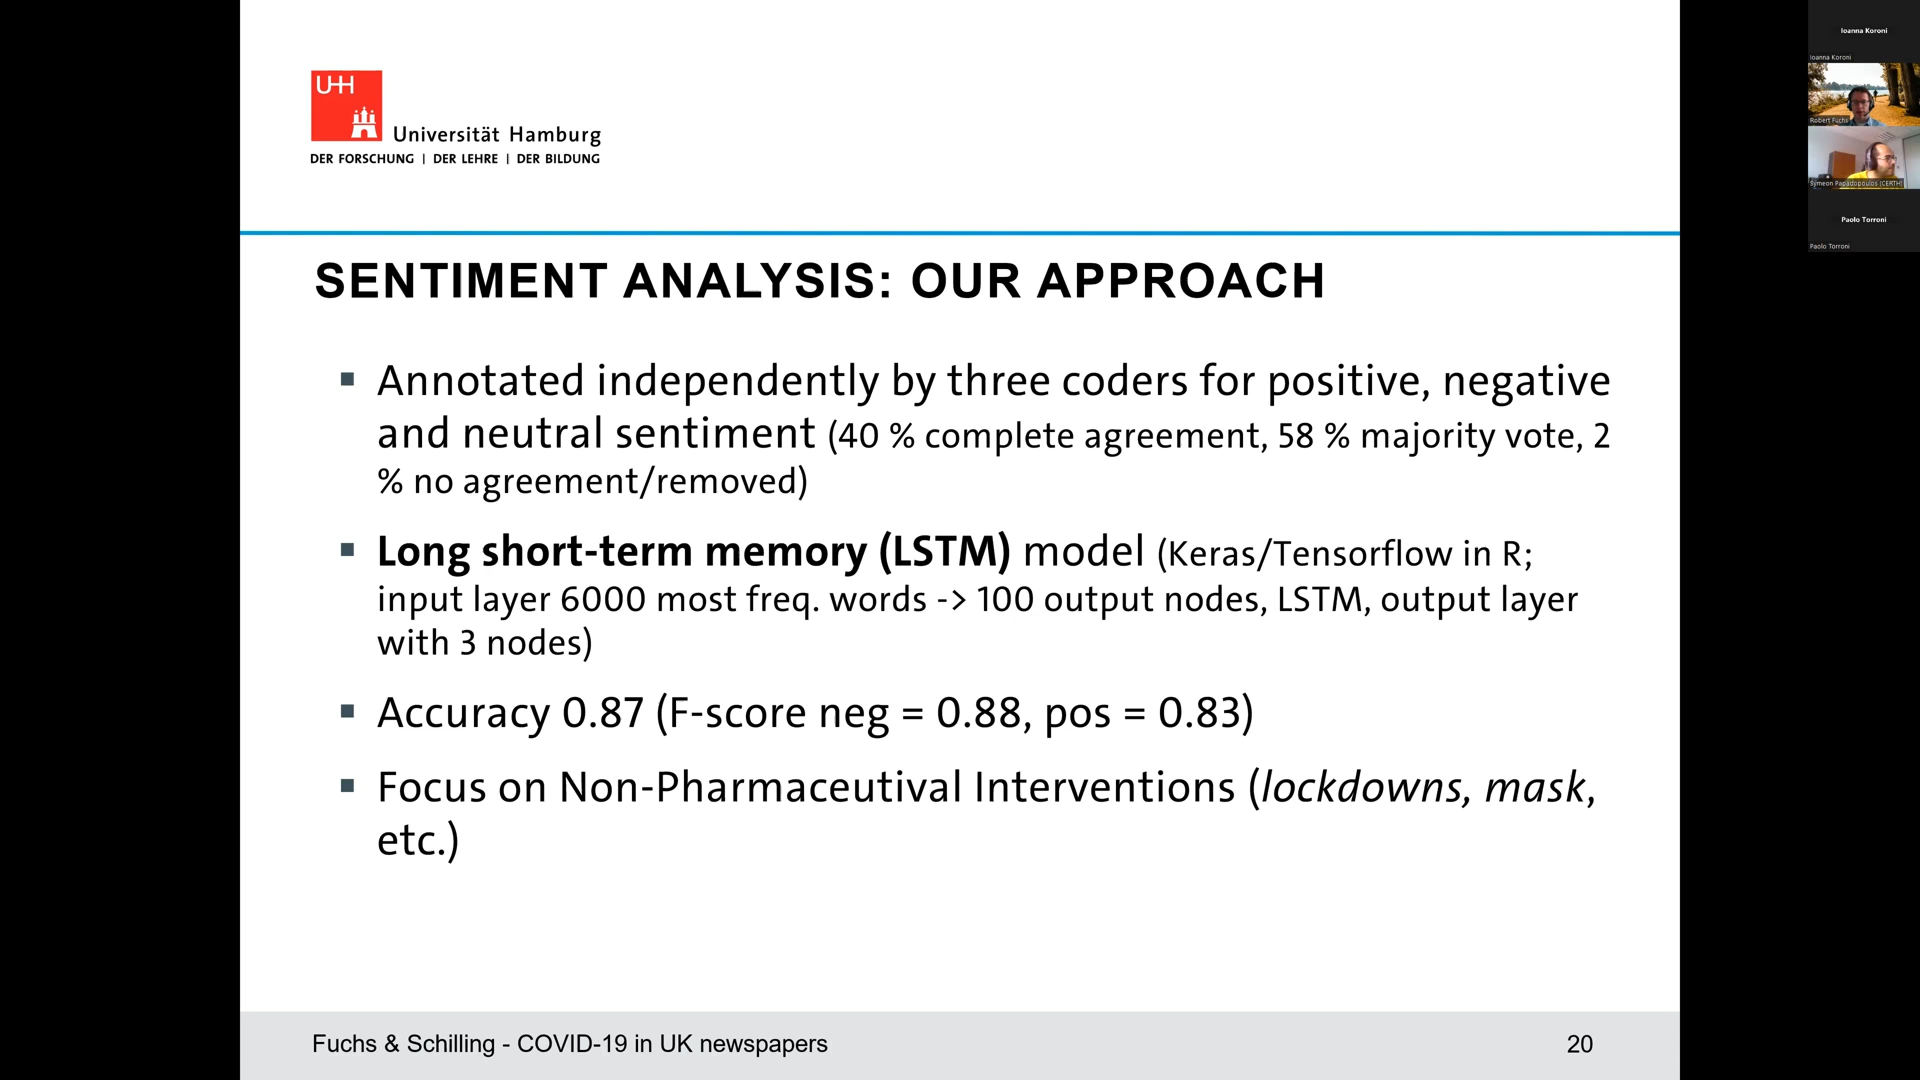 UHH
Universität Hamburg
DER FORSCHUNG | DER LEHRE | DER BILDUNG
SENTIMENT ANALYSIS: OUR APPROACH
▪ Annotated independently by three coders for positive, negative
and neutral sentiment (40 % complete agreement, 58 % majority vote, 2
% no agreement/removed)
▪ Long short-term memory (LSTM) model (Keras/Tensorflow in R;
input layer 6000 most freq. words -> 100 output nodes, LSTM, output layer
with 3 nodes)
▪ Accuracy 0.87 (F-score neg = 0.88, pos = 0.83)
▪ Focus on Non-Pharmaceutival Interventions (lockdowns, mask,
etc.)
Fuchs & Schilling - COVID-19 in UK newspapers
20
Ioanna Koroni
Ioanna Koroni
Robert Fuchs
Symeon Papadopoulos (CERTH)
Paolo Torroni
Paolo Torroni